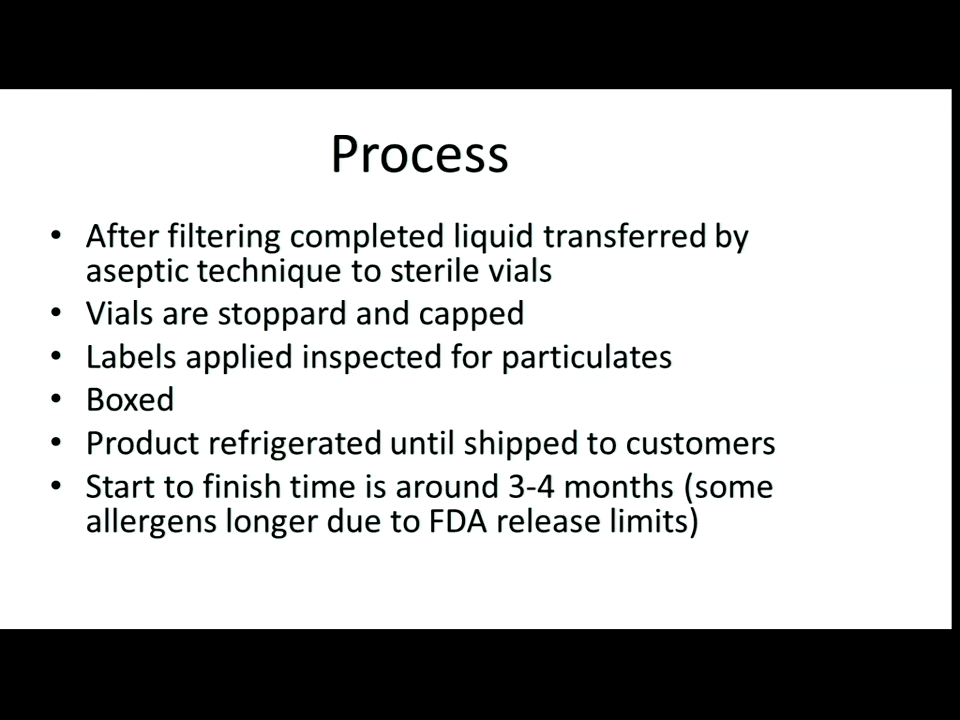 Process
• After filtering completed liquid transferred by
aseptic technique to sterile vials
• Vials are stoppard and capped
• Labels applied inspected for particulates
• Boxed
• Product refrigerated until shipped to customers
• Start to finish time is around 3-4 months (some
allergens longer due to FDA release limits)